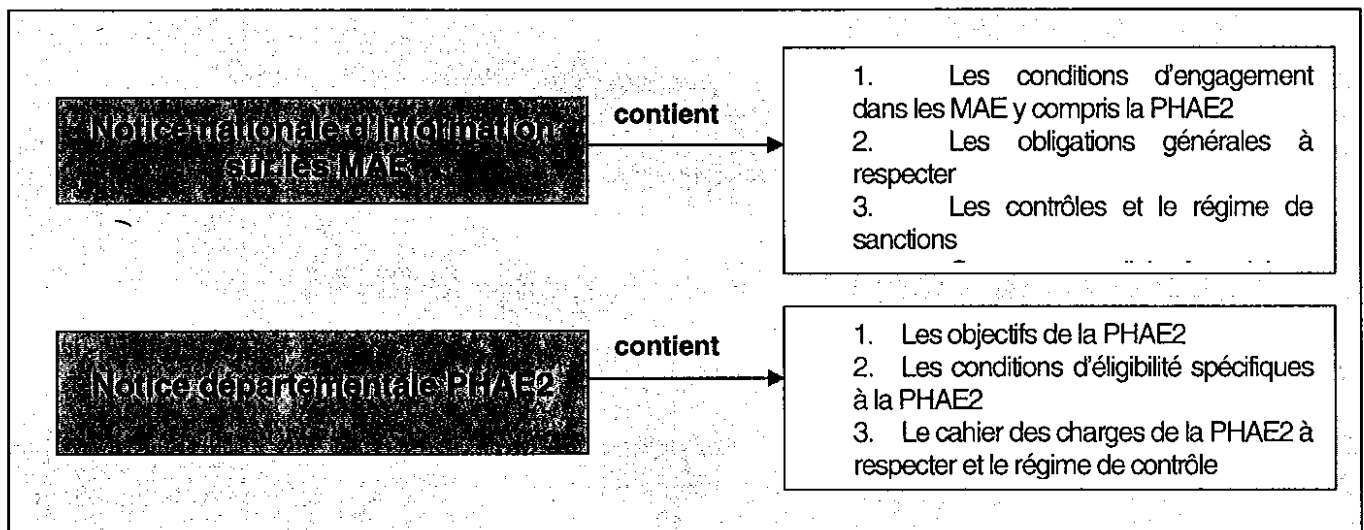 Notice nationale d'Information
sur les MAE
contient
1. Les conditions d'engagement
dans les MAE y compris la PHAE2
2. Les obligations générales à
respecter
3. Les contrôles et le régime de
sanctions
Notice départementale PHAE2
contient
1. Les objectifs de la PHAE2
2. Les conditions d'éligibilité spécifiques
à la PHAE2
3. Le cahier des charges de la PHAE2 à
respecter et le régime de contrôle